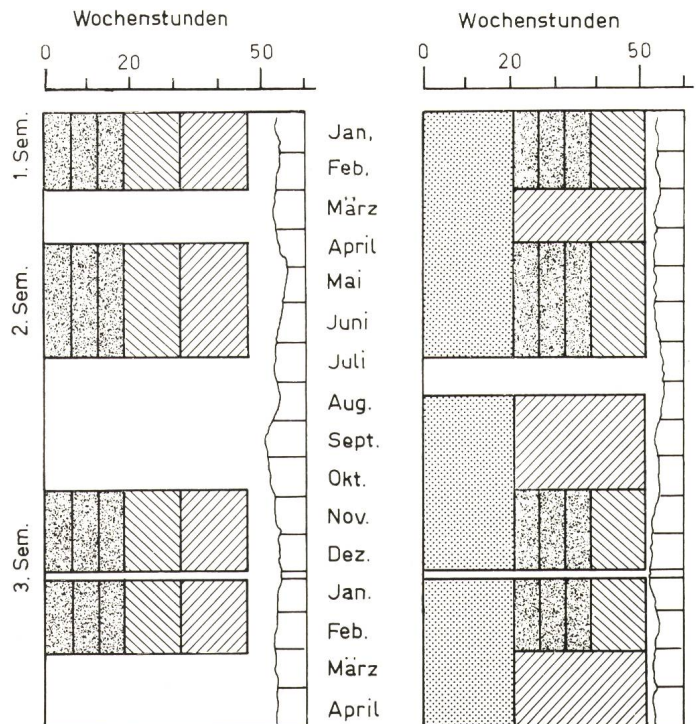 Wochenstunden
0 20 50
Wochenstunden
0 20 50
1. Sem.
2. Sem.
3. Sem.
Jan,
Feb.
März
April
Mai
Juni
Juli
Aug.
Sept.
Okt.
Nov.
Dez.
Jan.
Feb.
März
April